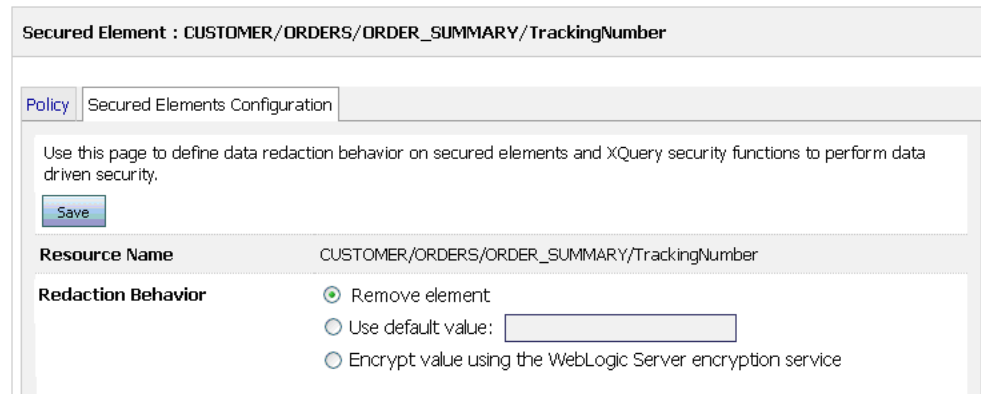 Secured Element : CUSTOMER/ORDERS/ORDER_SUMMARY/TrackingNumber
Policy Secured Elements Configuration
Use this page to define data redaction behavior on secured elements and XQuery security functions to perform data
driven security.
Save
Resource Name CUSTOMER/ORDERS/ORDER_SUMMARY/TrackingNumber
Redaction Behavior Remove element
Use default value:
Encrypt value using the WebLogic Server encryption service